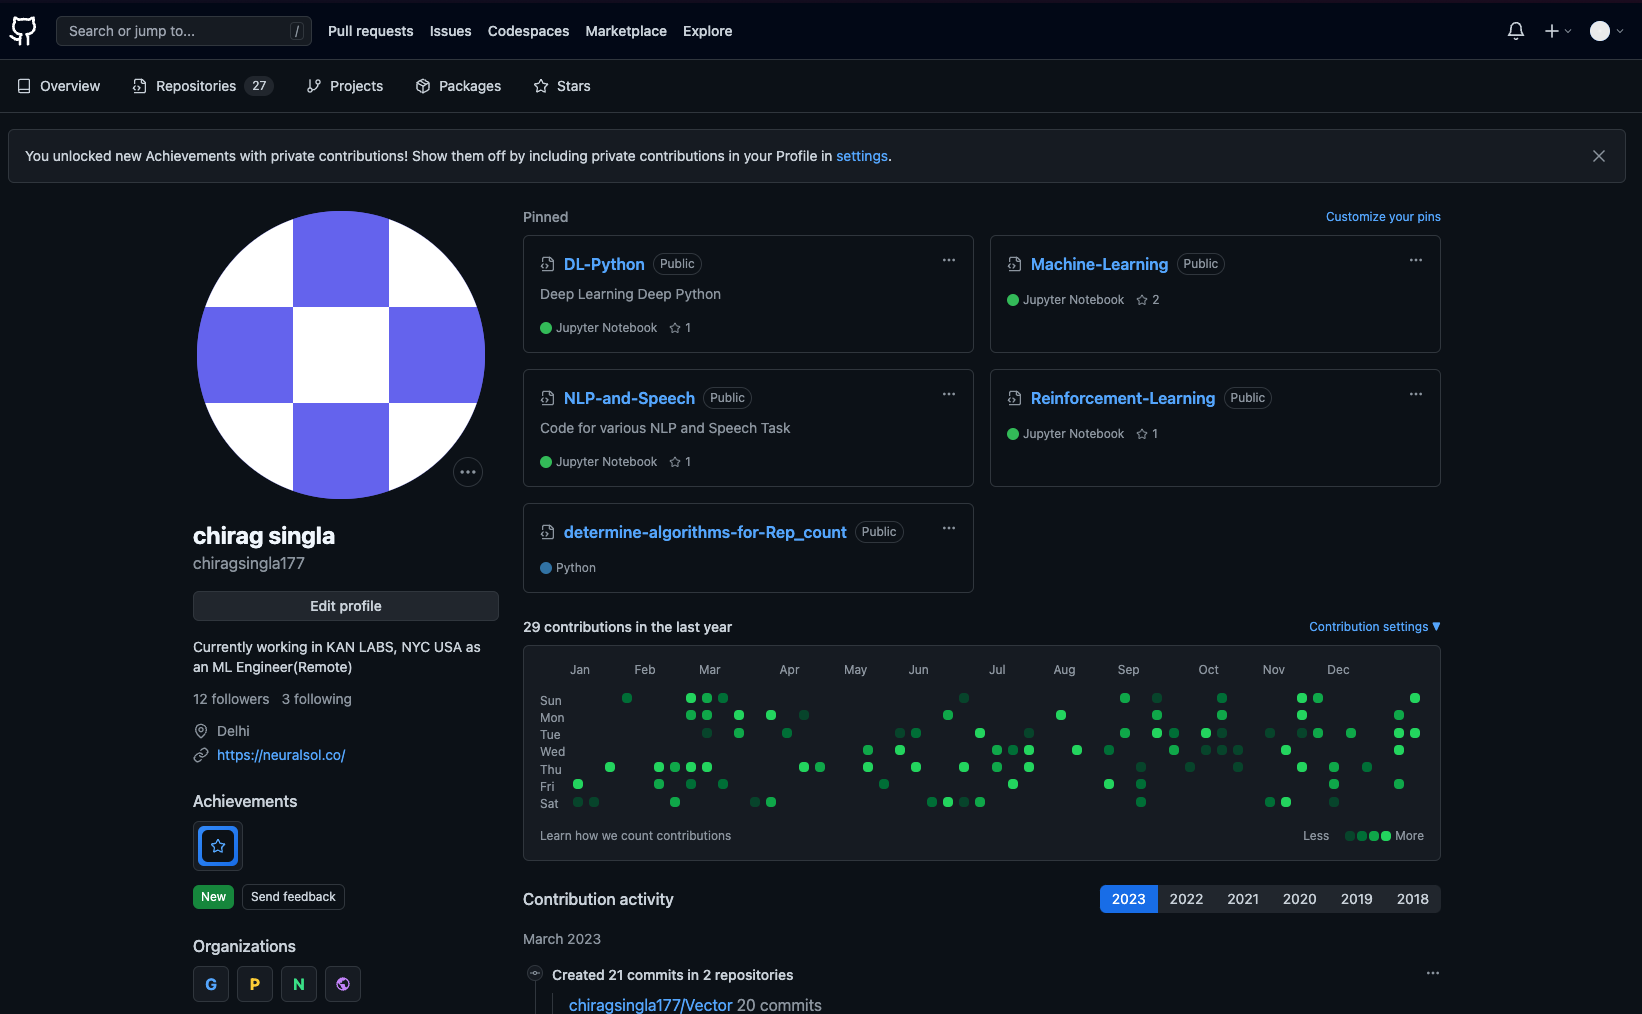 Search or jump to... / Pull requests Issues Codespaces Marketplace Explore
Overview Repositories 27 Projects Packages Stars
You unlocked new Achievements with private contributions! Show them off by including private contributions in your Profile in settings.
chirag singla
chiragsingla177
Edit profile
Currently working in KAN LABS, NYC USA as
an ML Engineer(Remote)
12 followers 3 following
Delhi
https://neuralsol.co/
Achievements
New Send feedback
Organizations
G P N
Pinned Customize your pins
DL-Python Public
Deep Learning Deep Python
Jupyter Notebook 1
Machine-Learning Public
Jupyter Notebook 2
NLP-and-Speech Public
Code for various NLP and Speech Task
Jupyter Notebook 1
Reinforcement-Learning Public
Jupyter Notebook 1
determine-algorithms-for-Rep_count Public
Python
29 contributions in the last year Contribution settings
Jan Feb Mar Apr May Jun Jul Aug Sep Oct Nov Dec
Sun
Mon
Tue
Wed
Thu
Fri
Sat
Learn how we count contributions Less More
Contribution activity 2023 2022 2021 2020 2019 2018
March 2023
Created 21 commits in 2 repositories
chiragsingla177/Vector 20 commits